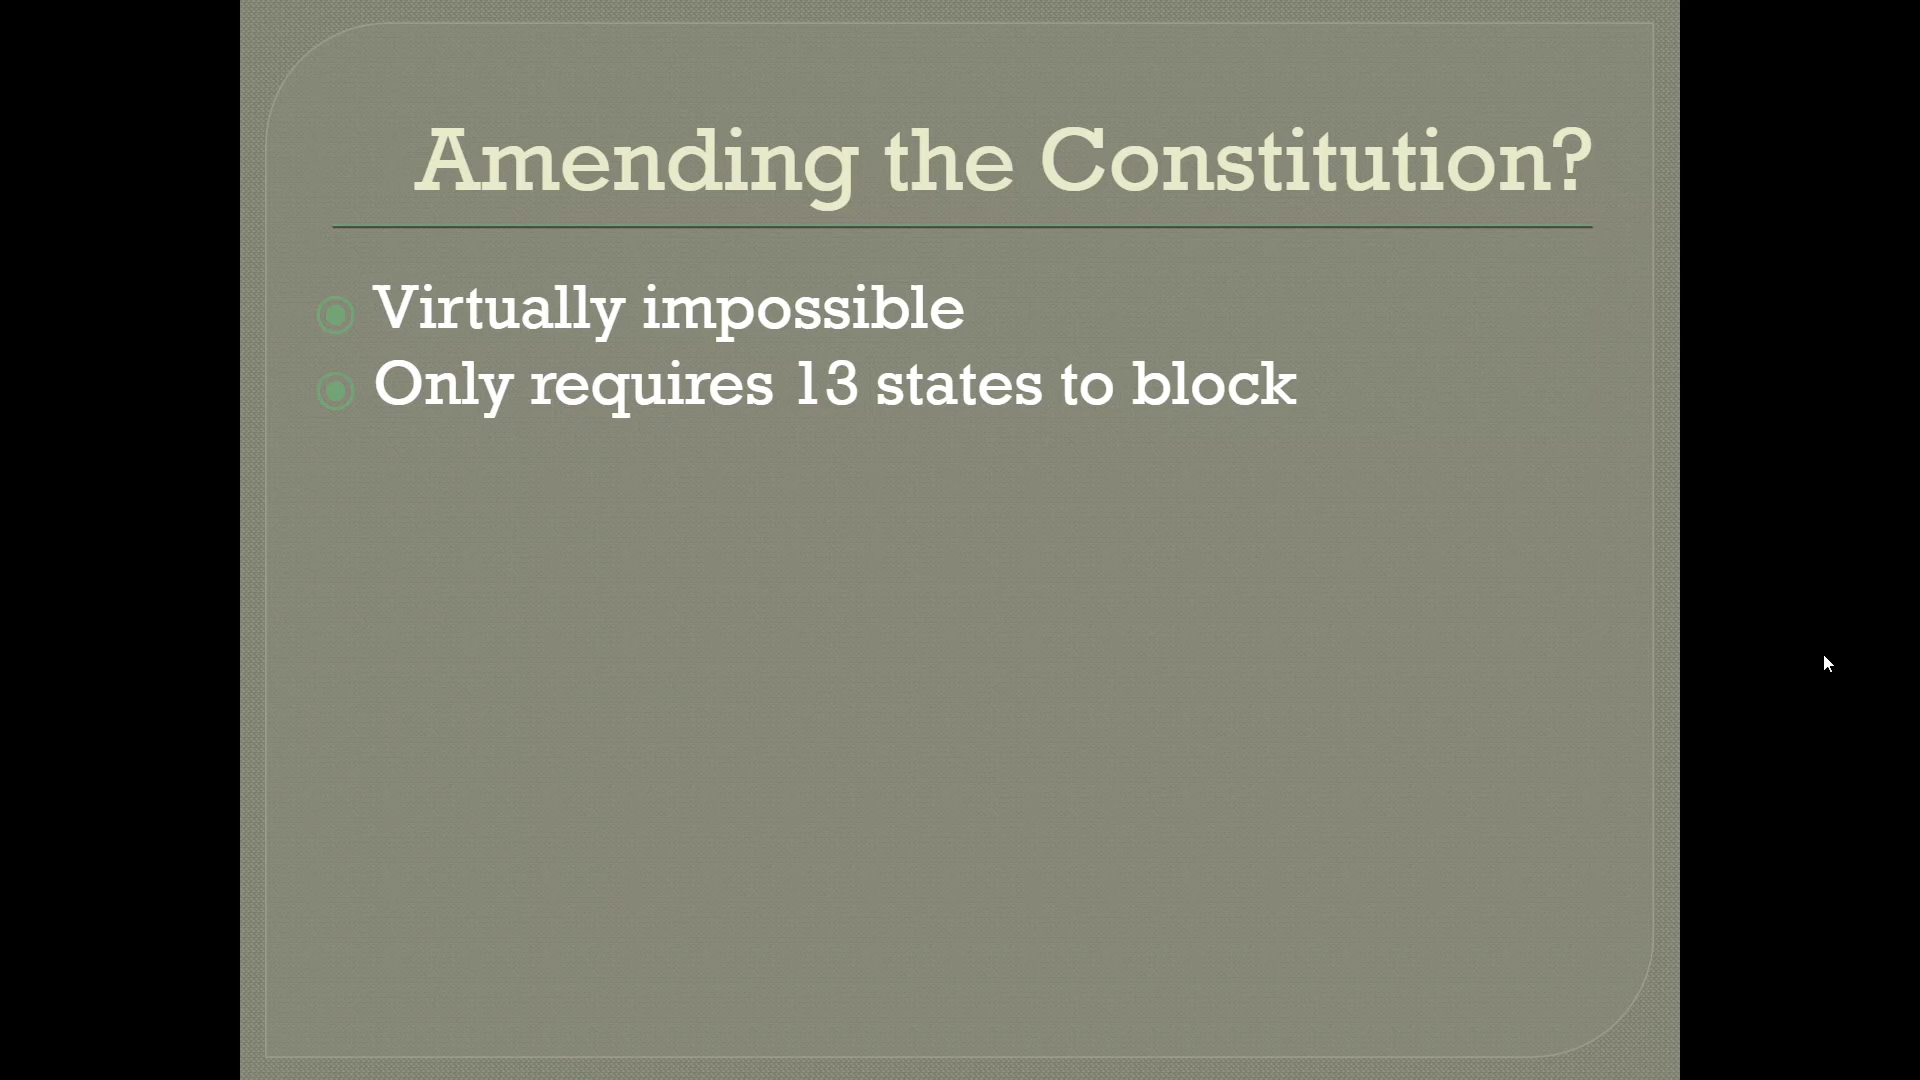 Amending the Constitution?
Virtually impossible
Only requires 13 states to block